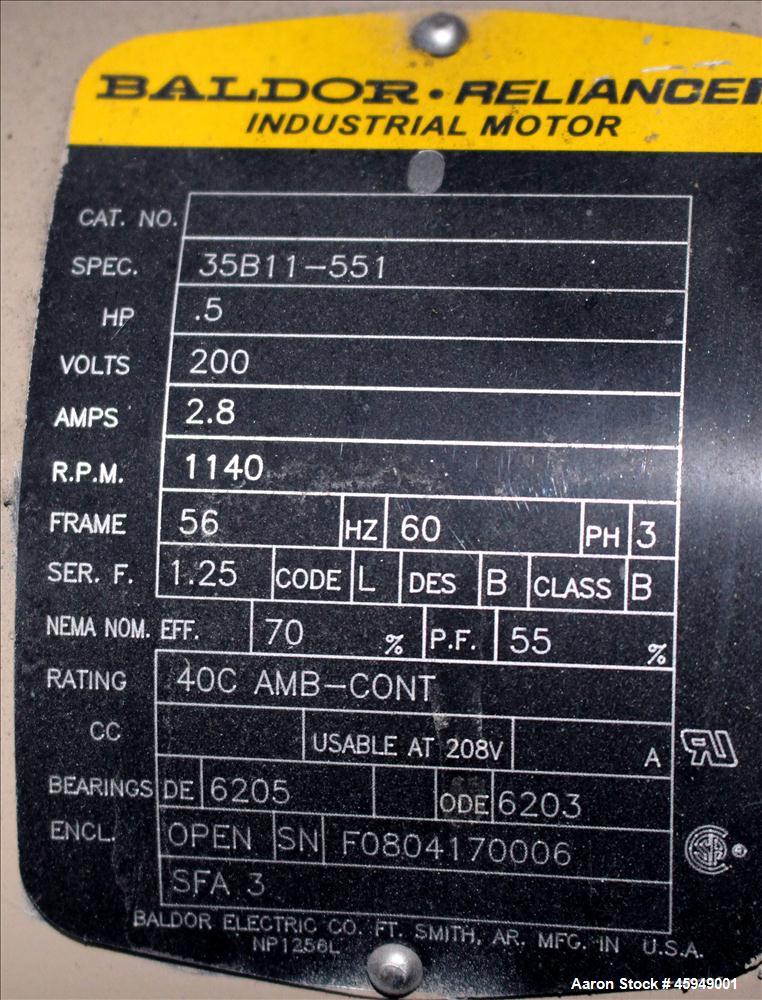 BALDOR • RELIANCE
INDUSTRIAL MOTOR
CAT. NO.
SPEC. 35B11-551
HP .5
VOLTS 200
AMPS 2.8
R.P.M. 1140
FRAME 56 HZ 60 PH 3
SER. F. 1.25 CODE L DES B CLASS B
NEMA NOM. EFF. 70 % P.F. 55 %
RATING 40C AMB-CONT
CC USABLE AT 208V A
BEARINGS DE 6205 ODE 6203
ENCL. OPEN SN F0804170006
SFA 3
BALDOR ELECTRIC CO. FT. SMITH, AR. MFG. IN U.S.A.
NP1256L
Aaron Stock # 45949001